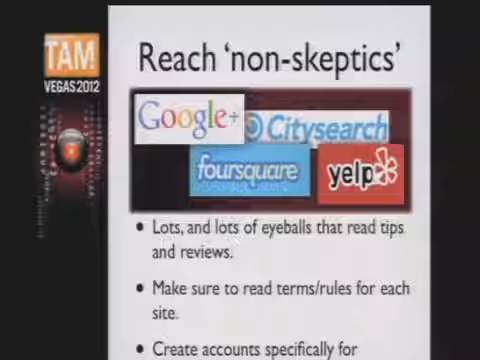 TAM!
VEGAS 2012
Reach ‘non-skeptics’
Google+
Citysearch
foursquare
yelp
• Lots, and lots of eyeballs that read tips
and reviews.
• Make sure to read terms/rules for each
site.
• Create accounts specifically for